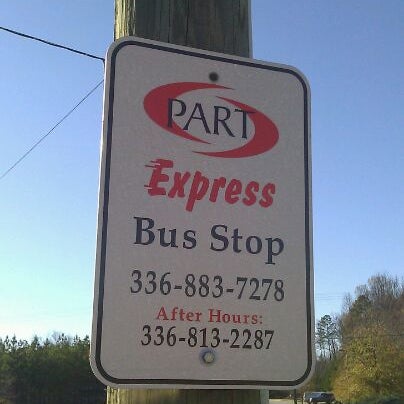 PART
Express
Bus Stop
336-883-7278
After Hours:
336-813-2287